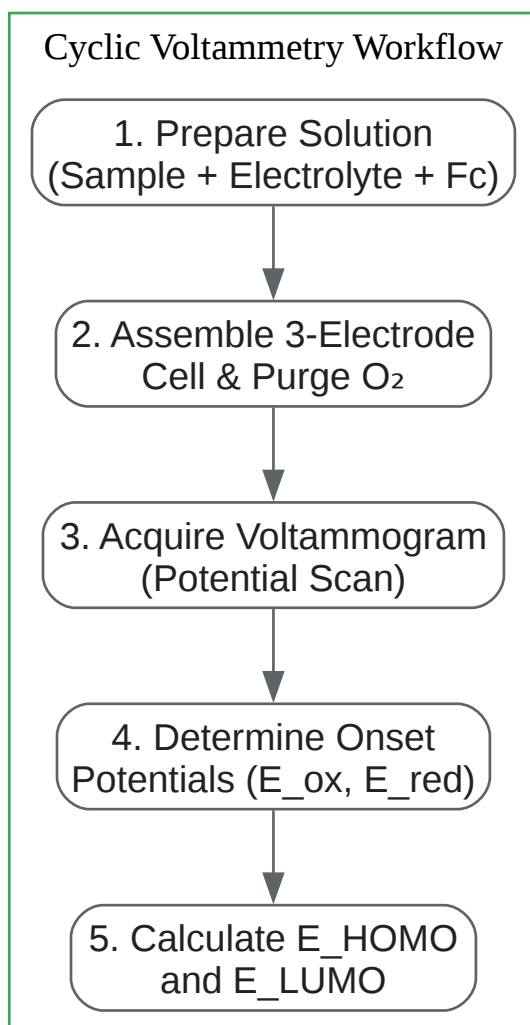 Cyclic Voltammetry Workflow
1. Prepare Solution
(Sample + Electrolyte + Fc)
2. Assemble 3-Electrode
Cell & Purge O₂
3. Acquire Voltammogram
(Potential Scan)
4. Determine Onset
Potentials (E_ox, E_red)
5. Calculate E_HOMO
and E_LUMO